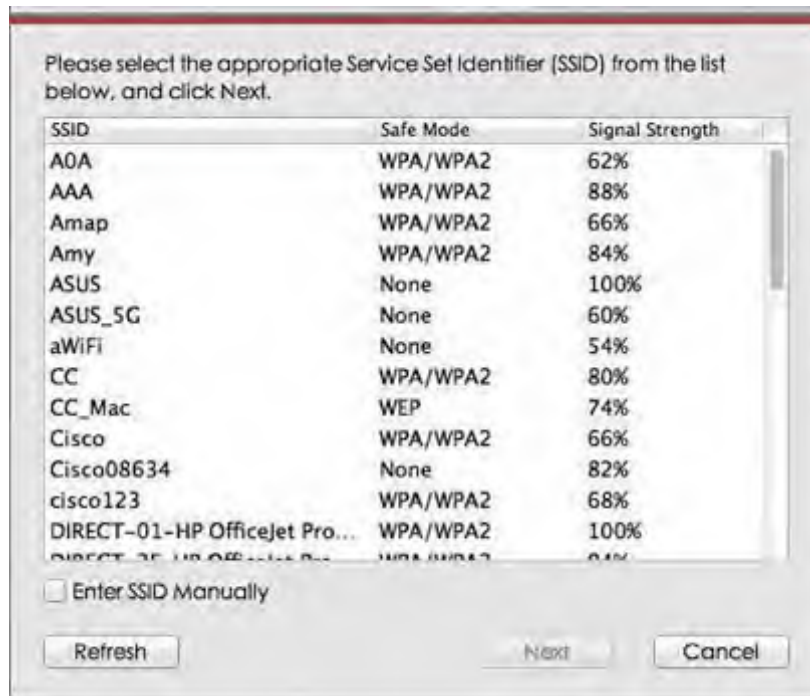 Please select the appropriate Service Set Identifier (SSID) from the list
below, and click Next.
SSID Safe Mode Signal Strength
A0A WPA/WPA2 62%
AAA WPA/WPA2 88%
Amap WPA/WPA2 66%
Amy WPA/WPA2 84%
ASUS None 100%
ASUS_5G None 60%
aWiFi None 54%
CC WPA/WPA2 80%
CC_Mac WEP 74%
Cisco WPA/WPA2 66%
Cisco08634 None 82%
cisco123 WPA/WPA2 68%
DIRECT-01-HP OfficeJet Pro... WPA/WPA2 100%
Enter SSID Manually
Refresh Next Cancel